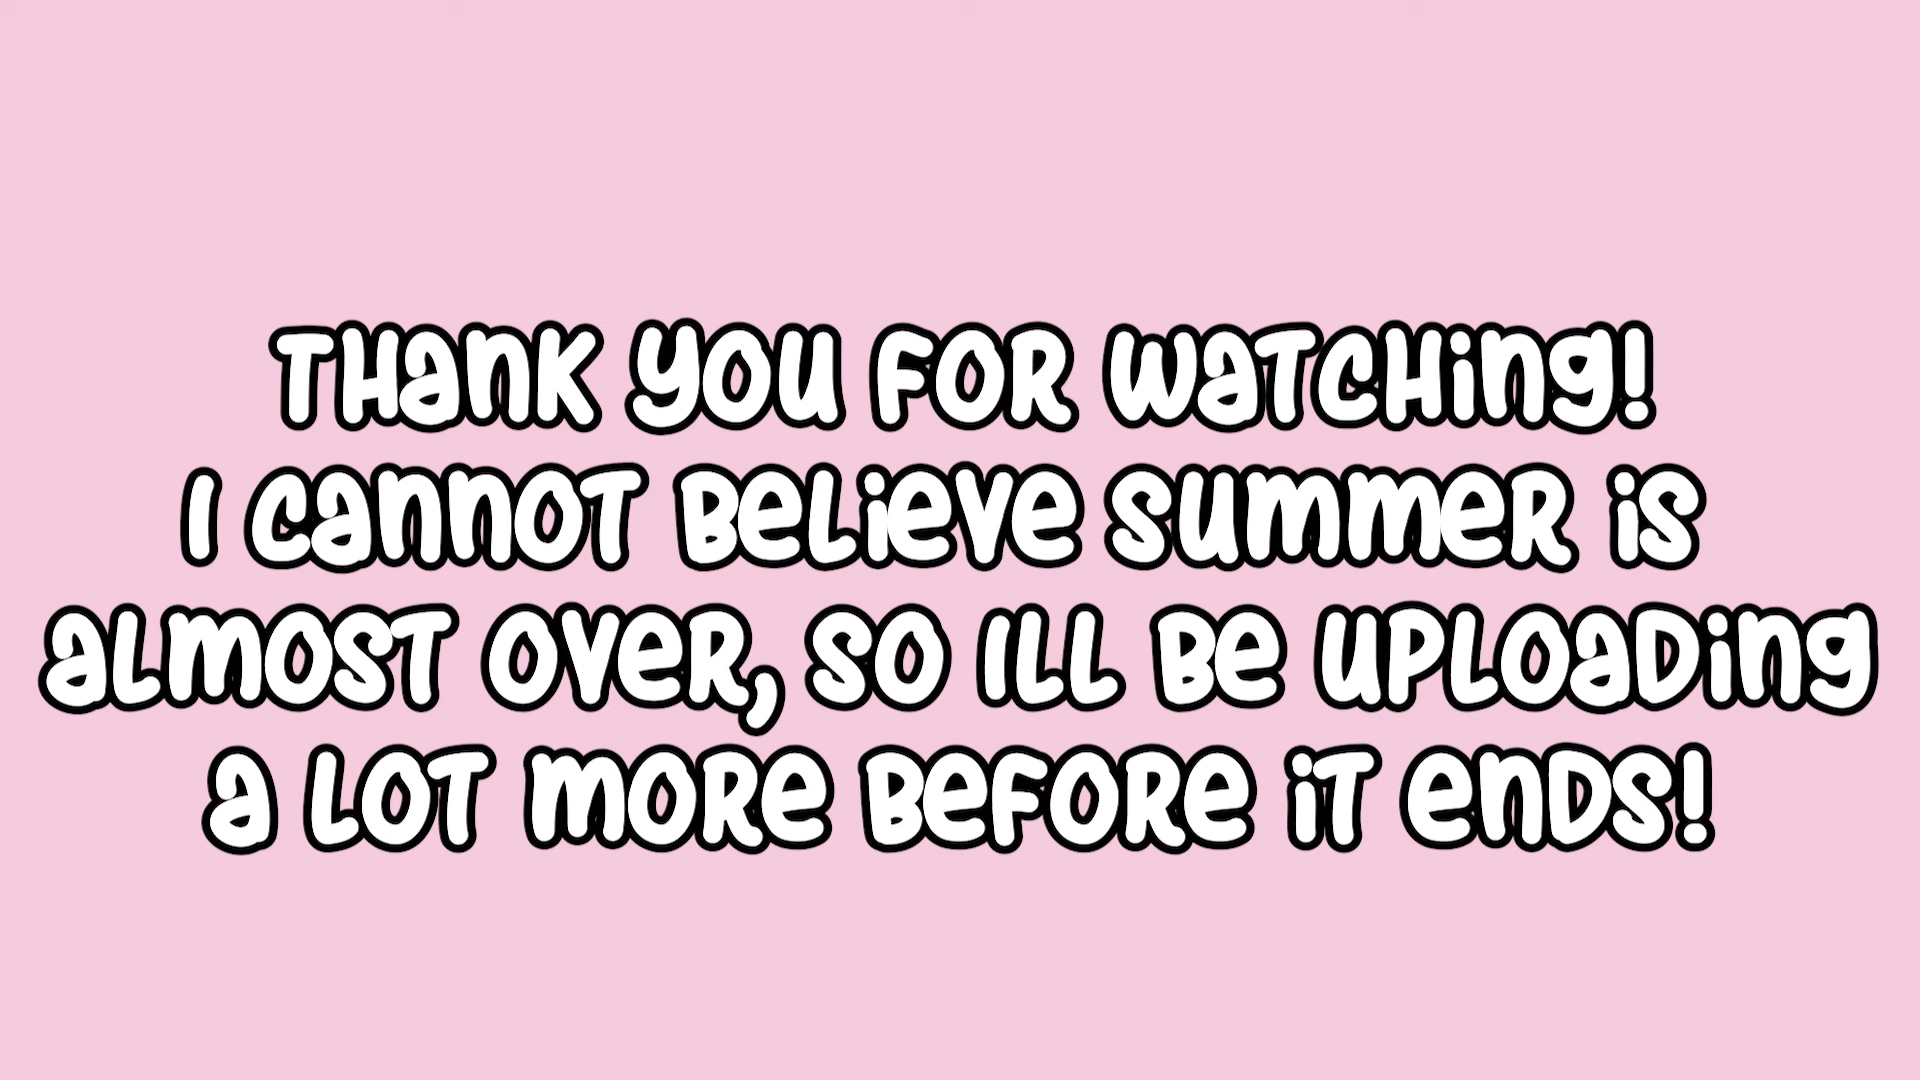 THank you FOR waTCHing!
I cannOT BeLieve summeR is
aLmOST OveR, sO ILL Be upLOaDing
a LOT mORe BeFORe iT enDs!